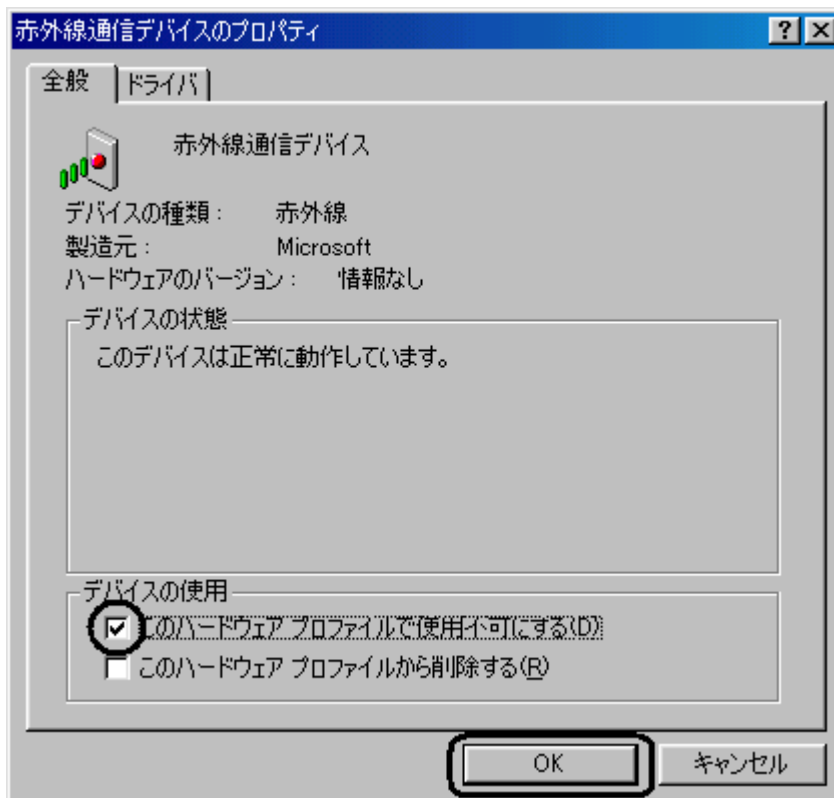 赤外線通信デバイスのプロパティ
全般 ドライバ
赤外線通信デバイス
デバイスの種類： 赤外線
製造元： Microsoft
ハードウェアのバージョン： 情報なし
デバイスの状態
このデバイスは正常に動作しています。
デバイスの使用
このハードウェア プロファイルで使用不可にする(D)
このハードウェア プロファイルから削除する(R)
OK キャンセル